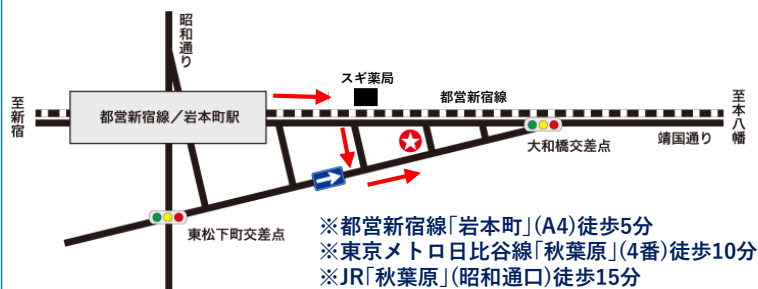 昭和通り
スギ薬局
都営新宿線
至新宿
都営新宿線／岩本町駅
至本八幡
靖国通り
大和橋交差点
東松下町交差点
※都営新宿線「岩本町」(A4)徒歩5分
※東京メトロ日比谷線「秋葉原」(4番)徒歩10分
※JR「秋葉原」(昭和通口)徒歩15分